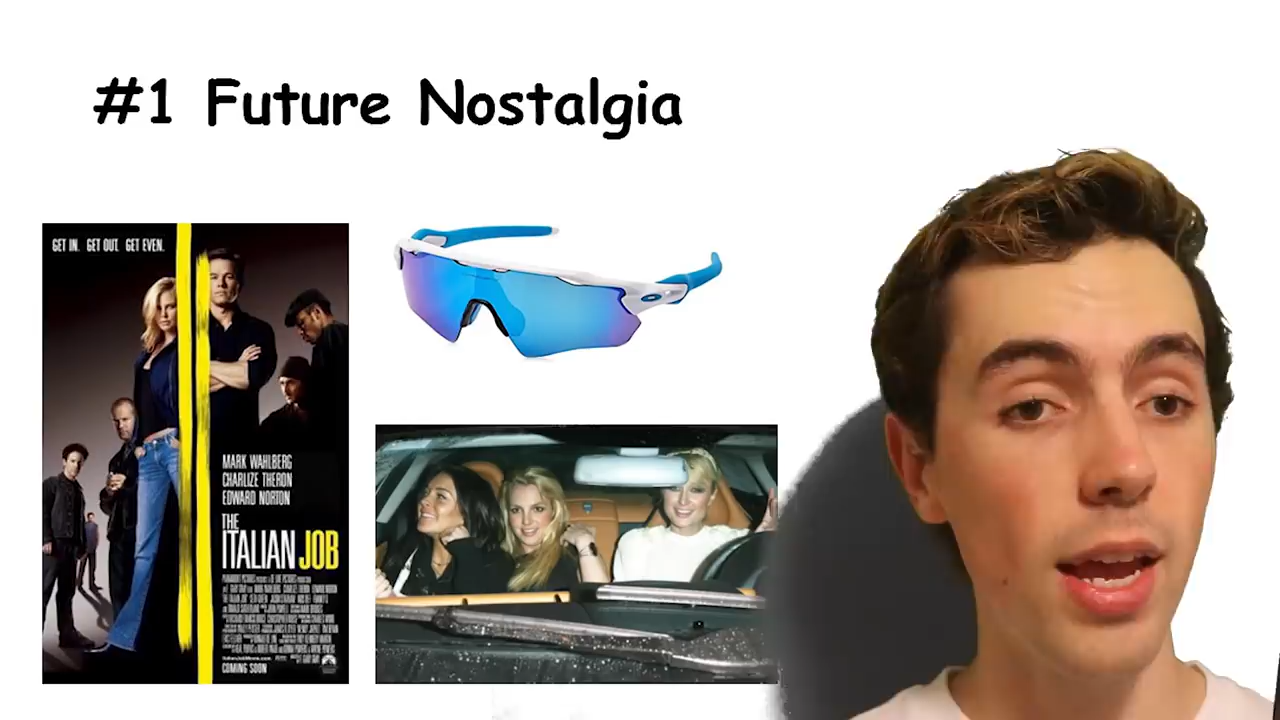 #1 Future Nostalgia
GET IN. GET OUT. GET EVEN.
MARK WAHLBERG
CHARLIZE THERON
EDWARD NORTON
THE
ITALIAN JOB
COMING SOON